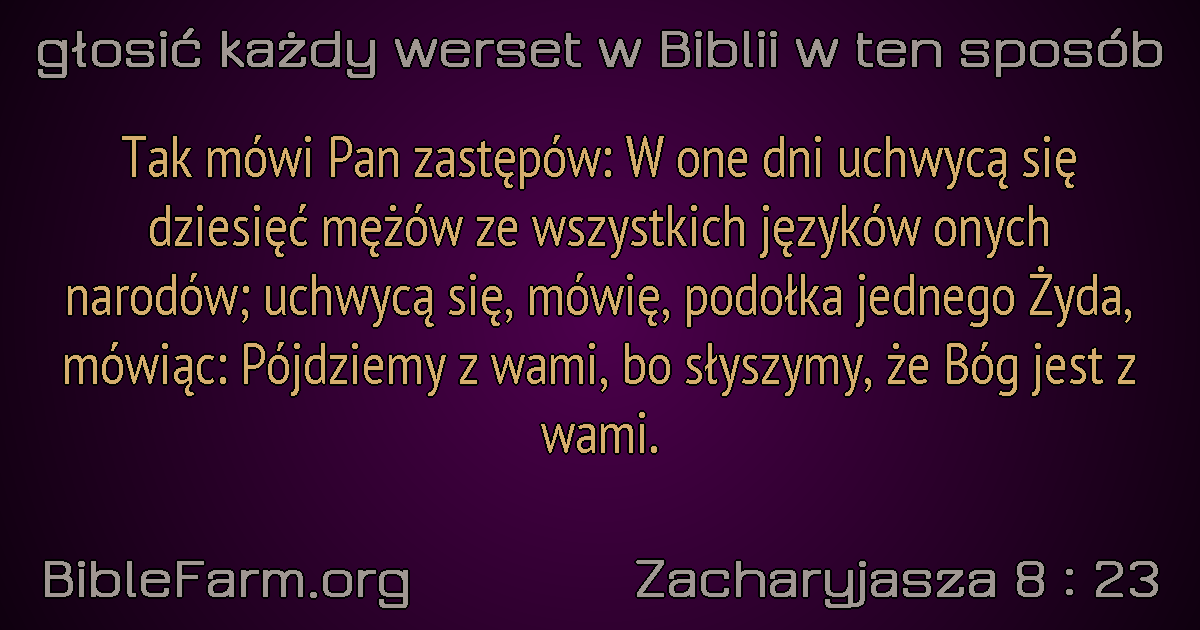 głosić każdy werset w Biblii w ten sposób
Tak mówi Pan zastępów: W one dni uchwycą się
dziesięć mężów ze wszystkich języków onych
narodów; uchwycą się, mówię, podołka jednego Żyda,
mówiąc: Pójdziemy z wami, bo słyszymy, że Bóg jest z
wami.
BibleFarm.org
Zacharyjasza 8 : 23